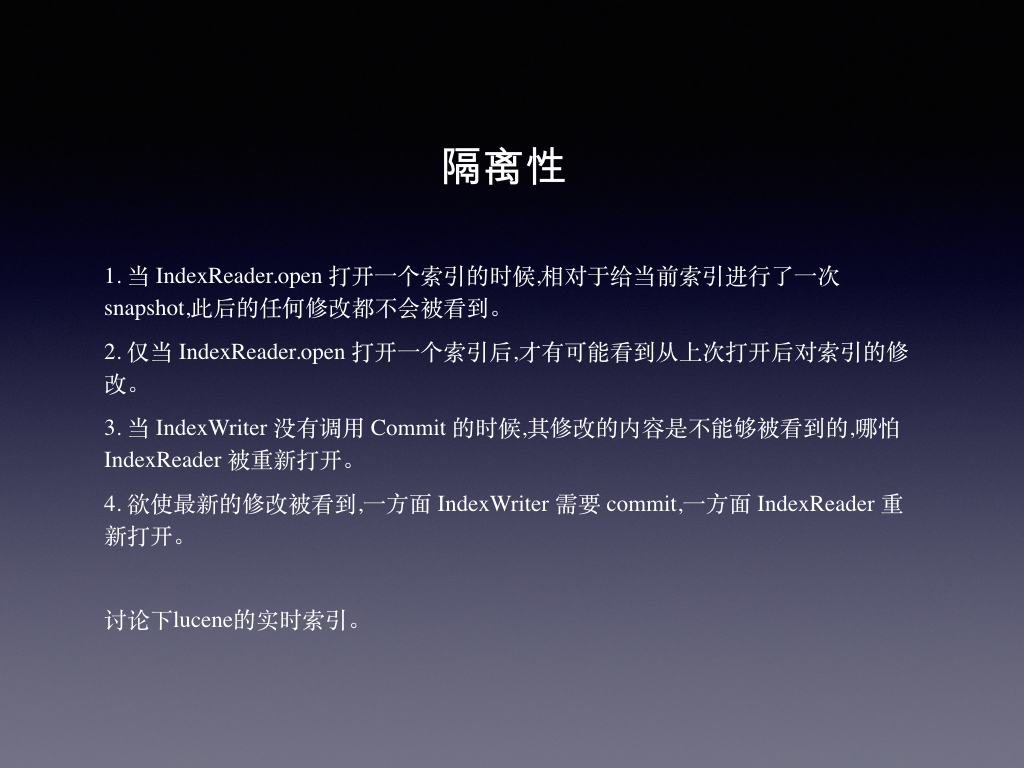 隔离性
1. 当 IndexReader.open 打开一个索引的时候,相对于给当前索引进行了一次
snapshot,此后的任何修改都不会被看到。
2. 仅当 IndexReader.open 打开一个索引后,才有可能看到从上次打开后对索引的修
改。
3. 当 IndexWriter 没有调用 Commit 的时候,其修改的内容是不能够被看到的,哪怕
IndexReader 被重新打开。
4. 欲使最新的修改被看到,一方面 IndexWriter 需要 commit,一方面 IndexReader 重
新打开。
讨论下lucene的实时索引。